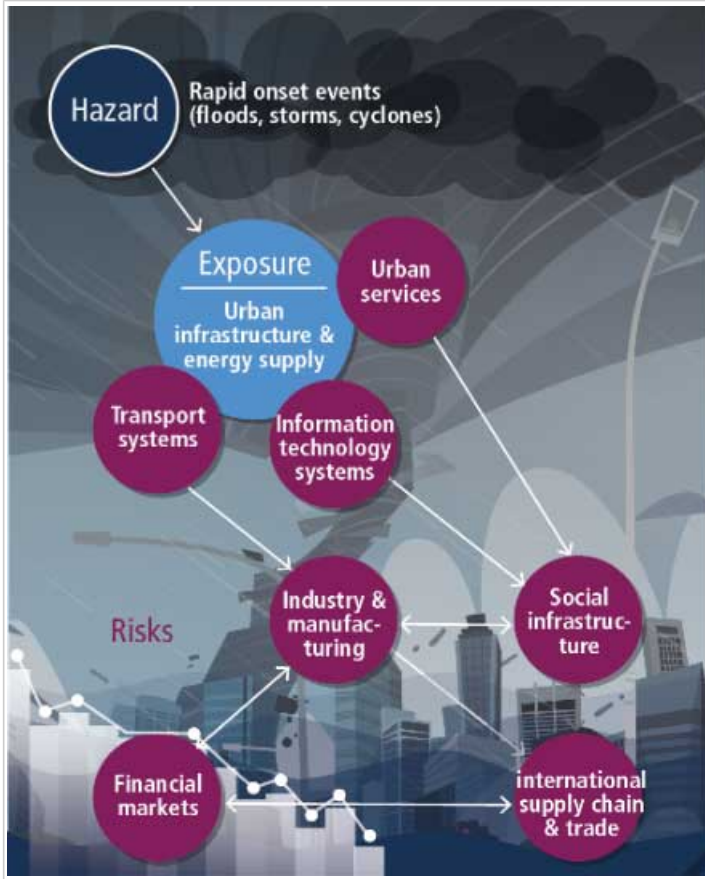 Hazard
Rapid onset events
(floods, storms, cyclones)
Exposure
Urban
infrastructure &
energy supply
Urban
services
Transport
systems
Information
technology
systems
Industry &
manufac-
turing
Social
infrastruc-
ture
Risks
Financial
markets
international
supply chain
& trade